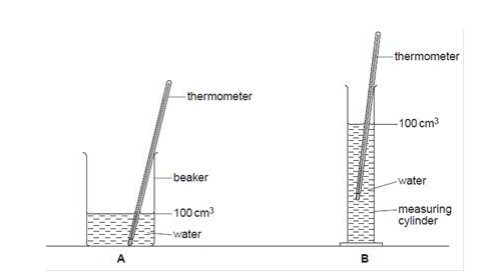 thermometer
beaker
100 cm³
water
A
thermometer
100 cm³
water
measuring
cylinder
B